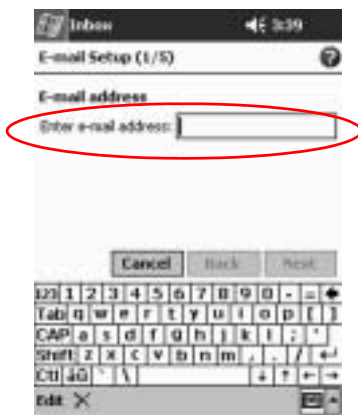 Inbox 3:39
E-mail Setup (1/5) ?
E-mail address
Enter e-mail address:
Cancel Back Next
123 1 2 3 4 5 6 7 8 9 0 - = ←
Tab q w e r t y u i o p [ ]
CAP a s d f g h j k l ; '
Shift z x c v b n m , . / ↵
Ctl áü ` \ ↓ ↑ ← →
Edit